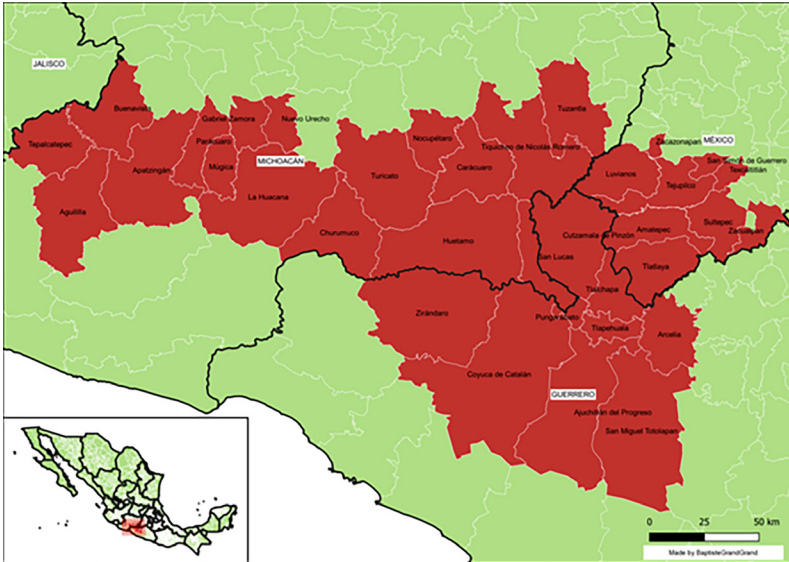 JALISCO
Buenavista
Tuzantla
Gabriel Zamora
Nuevo Urecho
Tepalcatepec
Parácuaro
Nocupétaro
Tiquicheo de Nicolás Romero
Zacazonapan
MÉXICO
MICHOACÁN
San Simón de Guerrero
Apatzingán
Múgica
Carácuaro
Texcaltitlán
Turicato
Luvianos
Tejupilco
La Huacana
Aguililla
Churumuco
Huetamo
Cutzamala de Pinzón
Amatepec
Sultepec
Zacualpan
San Lucas
Tlatlaya
Tlalchapa
Zirándaro
Pungarabato
Tlapehuala
Arcelia
Coyuca de Catalán
GUERRERO
Ajuchitlán del Progreso
San Miguel Totolapan
0 25 50 km
Made by BaptisteGrandGrand